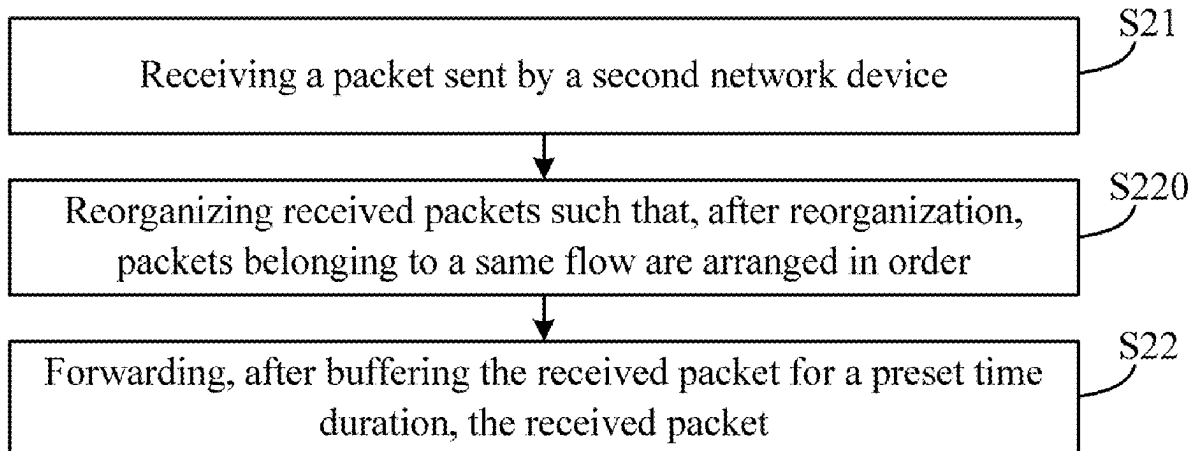 S21
Receiving a packet sent by a second network device
S220
Reorganizing received packets such that, after reorganization,
packets belonging to a same flow are arranged in order
S22
Forwarding, after buffering the received packet for a preset time
duration, the received packet